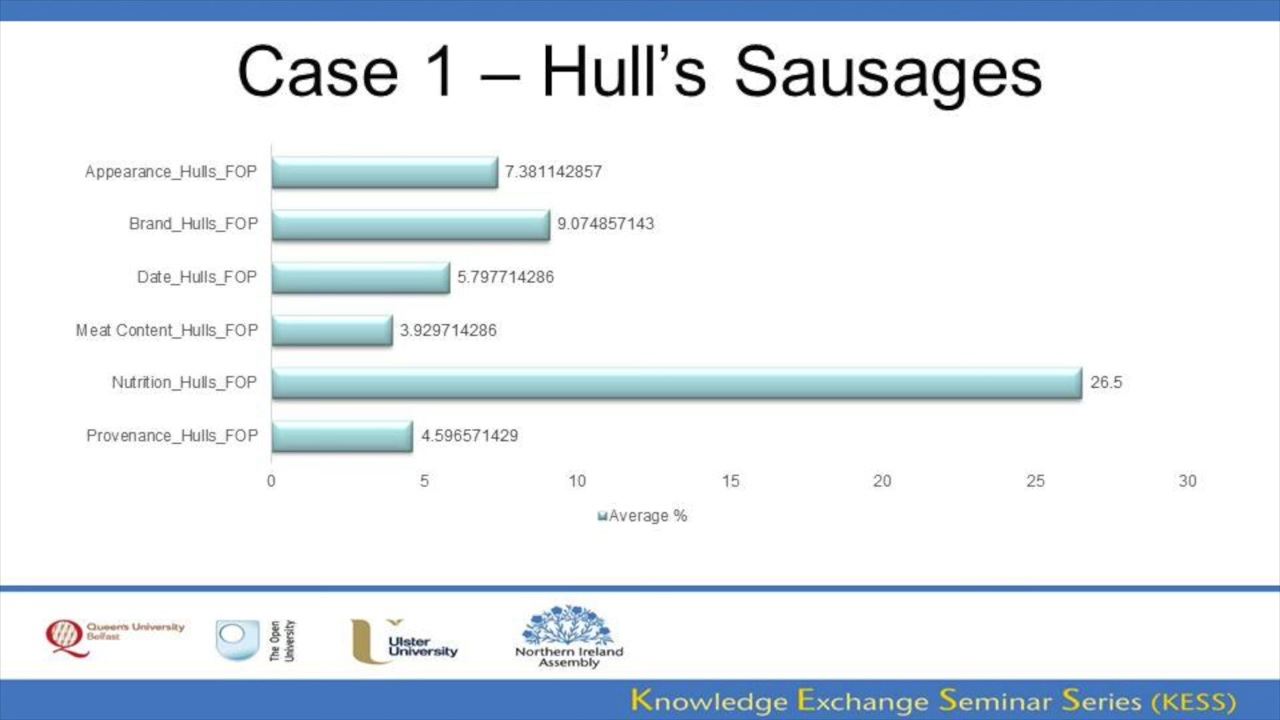 Case 1 – Hull's Sausages
Appearance_Hulls_FOP 7.381142857
Brand_Hulls_FOP 9.074857143
Date_Hulls_FOP 5.797714286
Meat Content_Hulls_FOP 3.929714286
Nutrition_Hulls_FOP 26.5
Provenance_Hulls_FOP 4.596571429
0 5 10 15 20 25 30
Average %
Queen's University
Belfast
The Open
University
Ulster
University
Northern Ireland
Assembly
Knowledge Exchange Seminar Series (KESS)